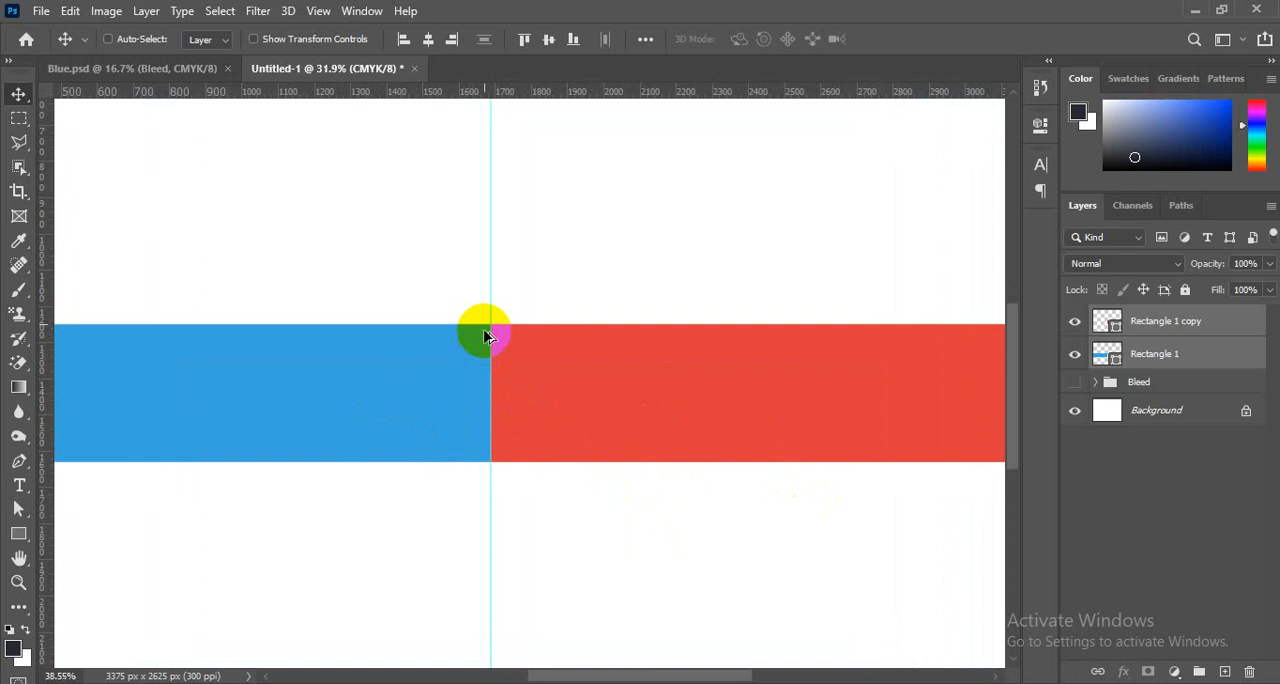 Ps File Edit Image Layer Type Select Filter 3D View Window Help
Auto-Select: Layer Show Transform Controls 3D Mode:
Blue.psd @ 16.7% (Bleed, CMYK/8) × Untitled-1 @ 31.9% (CMYK/8) * ×
500 600 700 800 900 1000 1100 1200 1300 1400 1500 1600 1700 1800 1900 2000 2100 2200 2300 2400 2500 2600 2700 2800 2900 3000
Color Swatches Gradients Patterns
Layers Channels Paths
Kind
Normal Opacity: 100%
Lock: Fill: 100%
Rectangle 1 copy
Rectangle 1
Bleed
Background
Activate Windows
Go to Settings to activate Windows.
38.55% 3375 px x 2625 px (300 ppi)